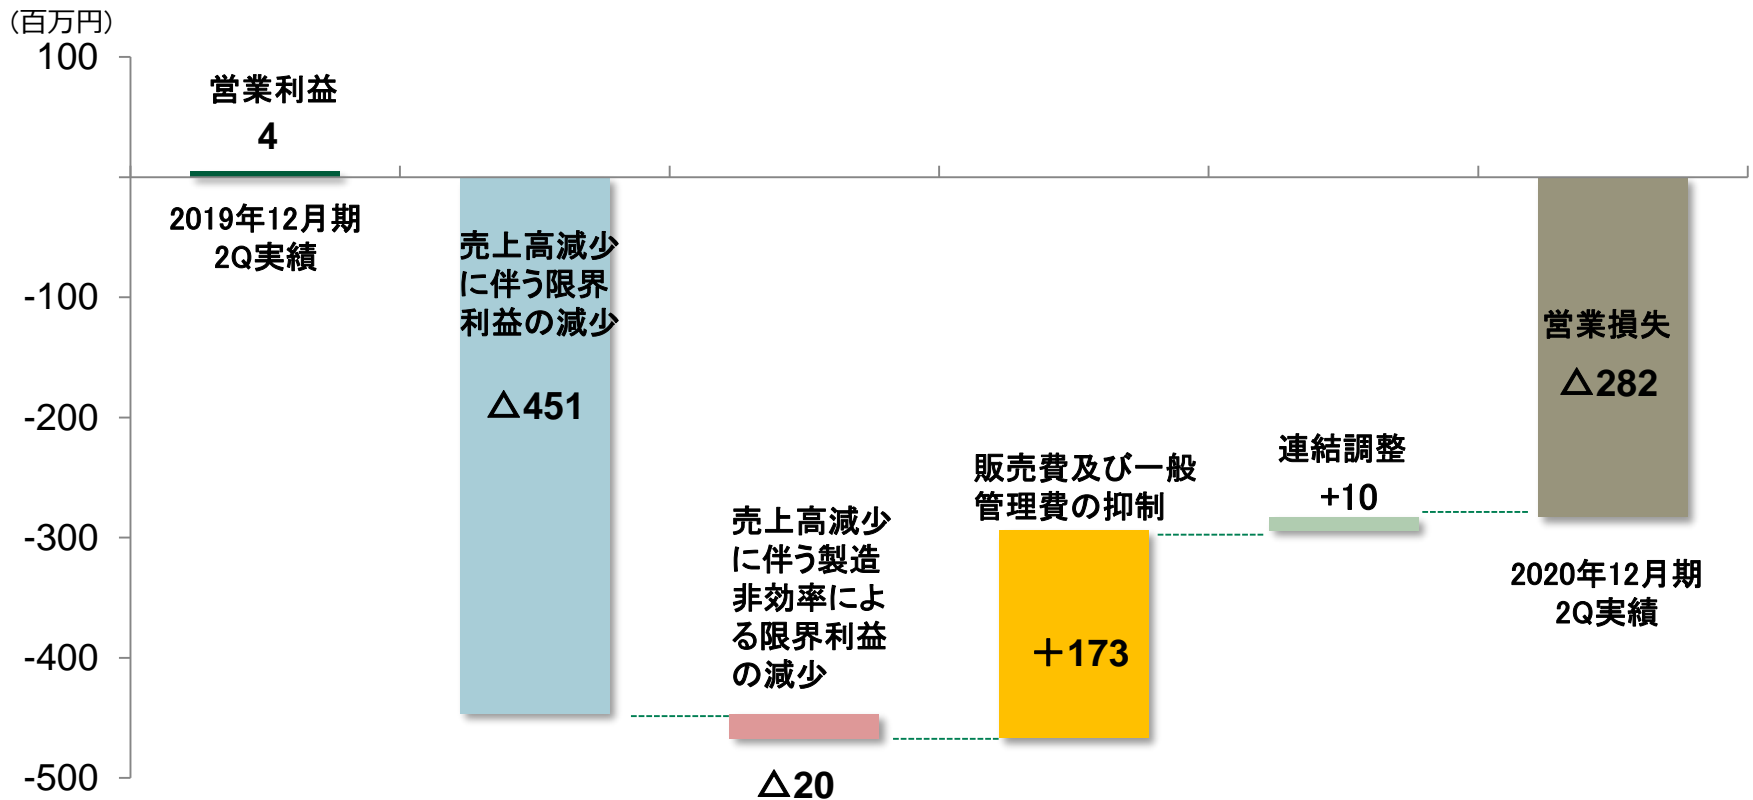 (百万円)
100
-100
-200
-300
-400
-500
営業利益
4
2019年12月期
2Q実績
売上高減少
に伴う限界
利益の減少
△451
売上高減少
に伴う製造
非効率によ
る限界利益
の減少
△20
販売費及び一般
管理費の抑制
＋173
連結調整
+10
営業損失
△282
2020年12月期
2Q実績